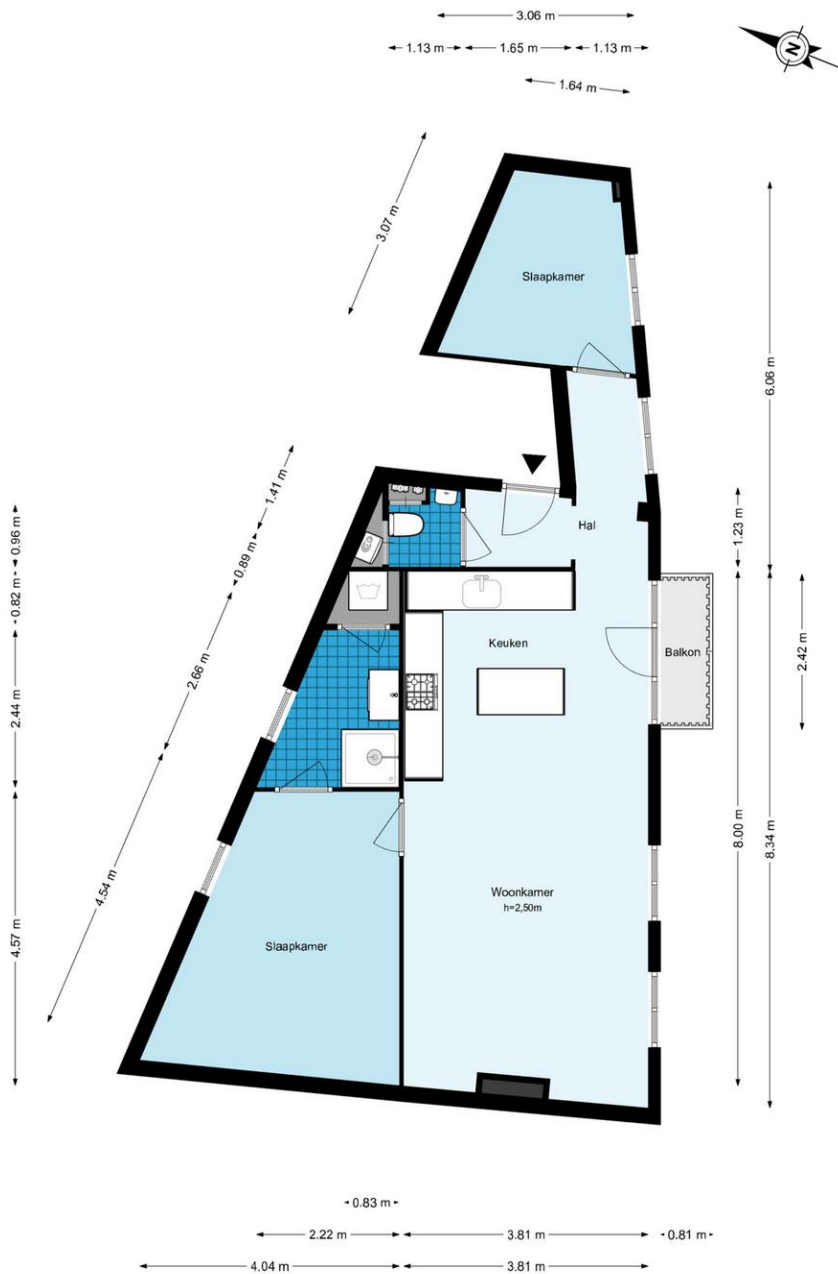 3.06 m
1.13 m
1.65 m
1.13 m
N
1.64 m
3.07 m
Slaapkamer
6.06 m
1.41 m
0.96 m
1.23 m
Hal
0.89 m
0.82 m
2.66 m
2.44 m
Keuken
Balkon
2.42 m
8.00 m
8.34 m
4.54 m
4.57 m
Woonkamer
h=2,50m
Slaapkamer
0.83 m
2.22 m
3.81 m
0.81 m
4.04 m
3.81 m